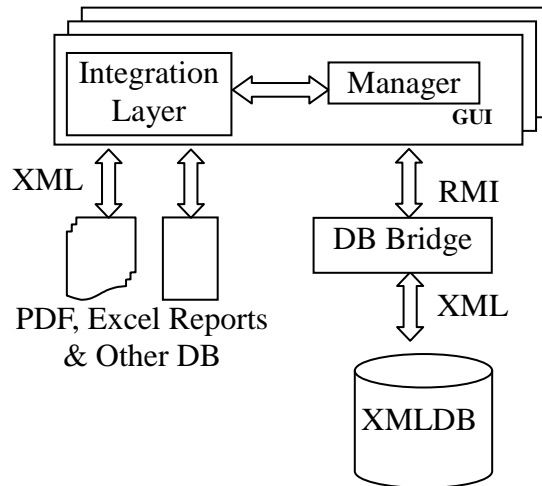 Integration
Layer
Manager
GUI
XML
RMI
DB Bridge
PDF, Excel Reports
& Other DB
XML
XMLDB